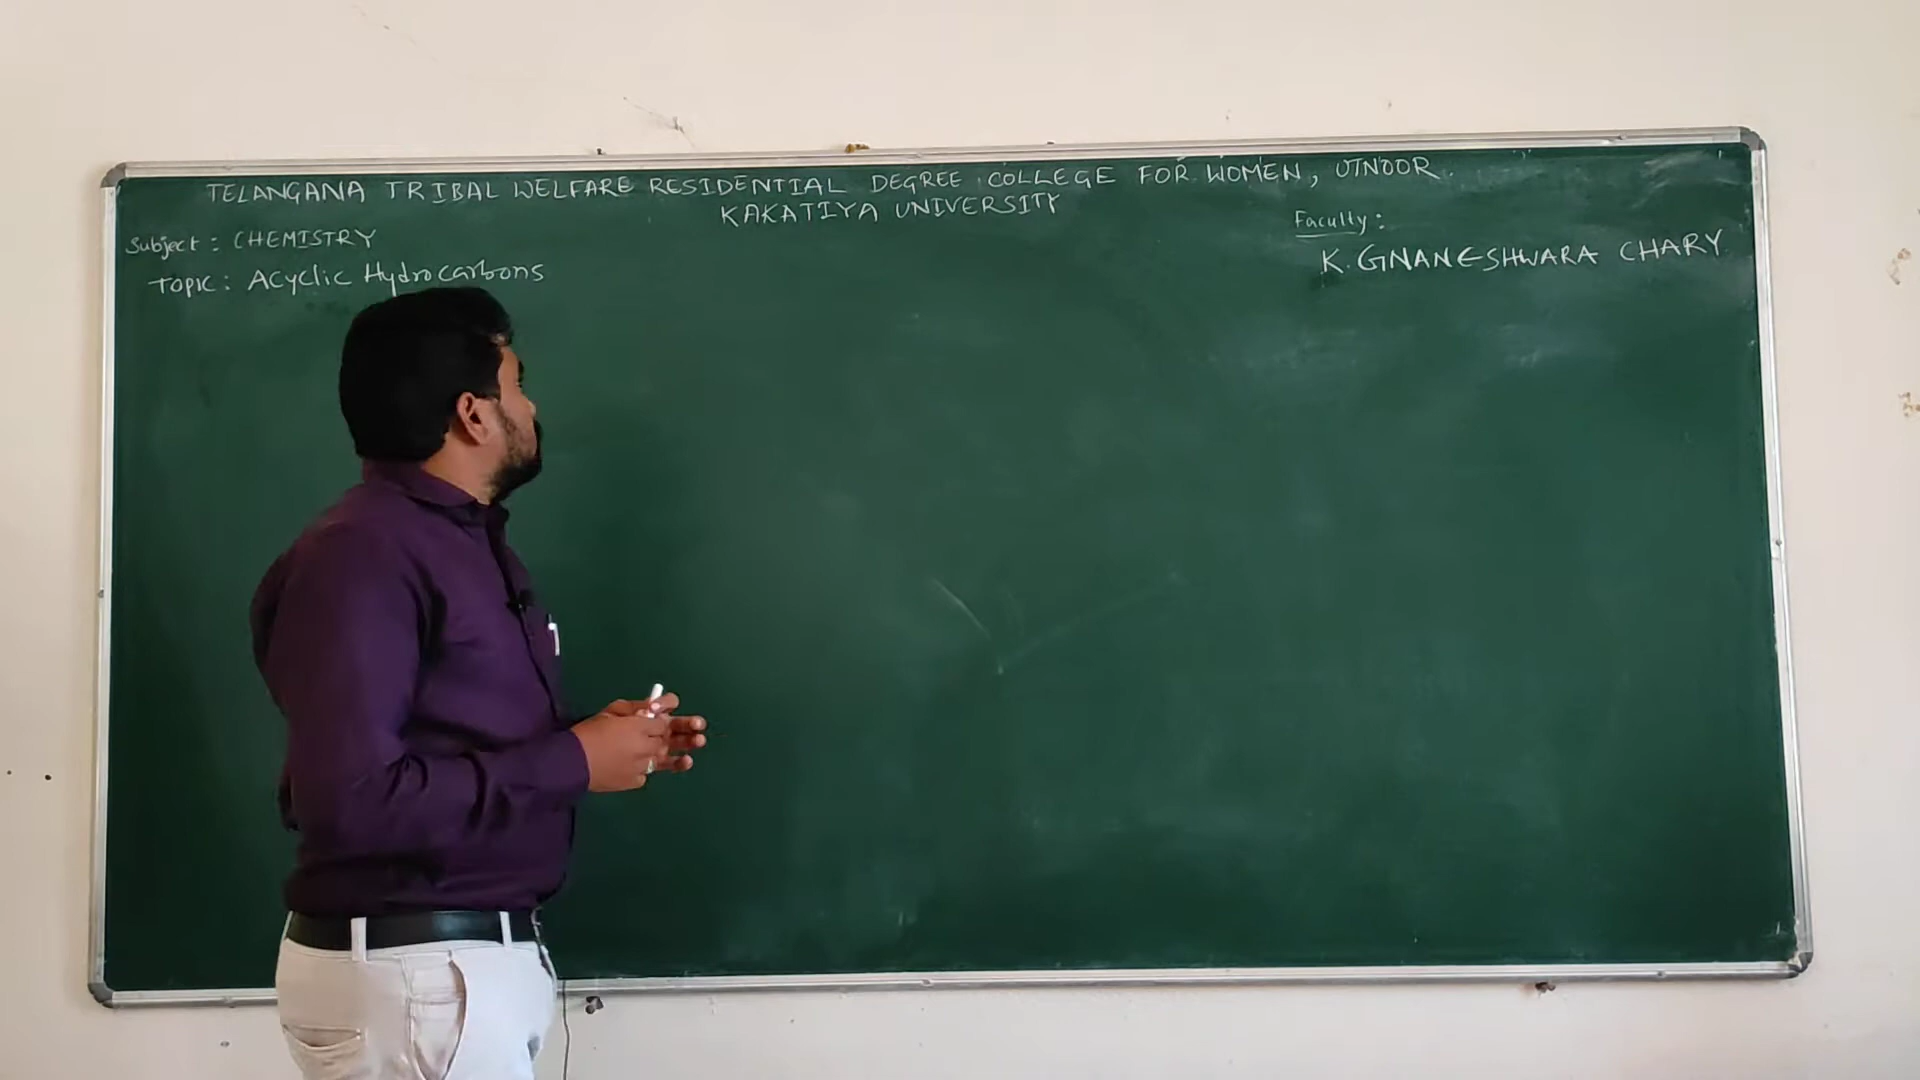 TELANGANA TRIBAL WELFARE RESIDENTIAL DEGREE COLLEGE FOR WOMEN, UTNOOR.
KAKATIYA UNIVERSITY
Subject : CHEMISTRY
Topic : Acyclic Hydrocarbons
Faculty :
K. GNANESHWARA CHARY